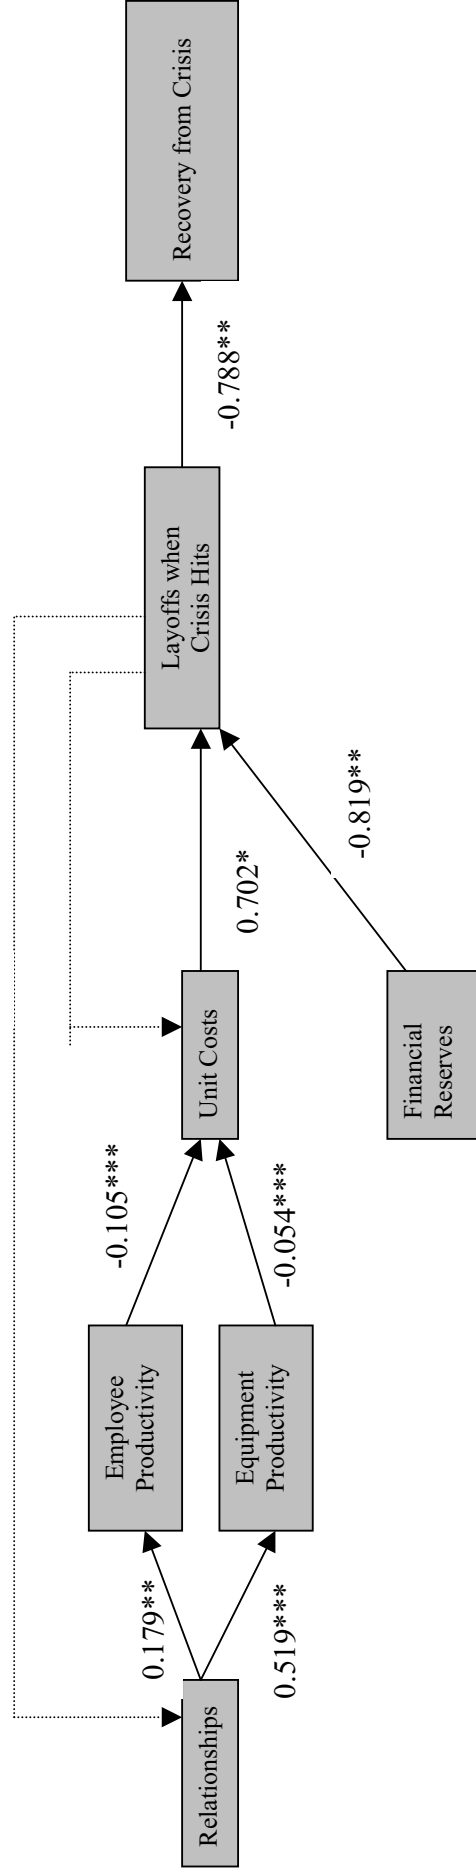 Relationships
0.179**
0.519***
Employee
Productivity
Equipment
Productivity
-0.105***
-0.054***
Unit Costs
Financial
Reserves
0.702*
-0.819**
Layoffs when
Crisis Hits
-0.788**
Recovery from Crisis